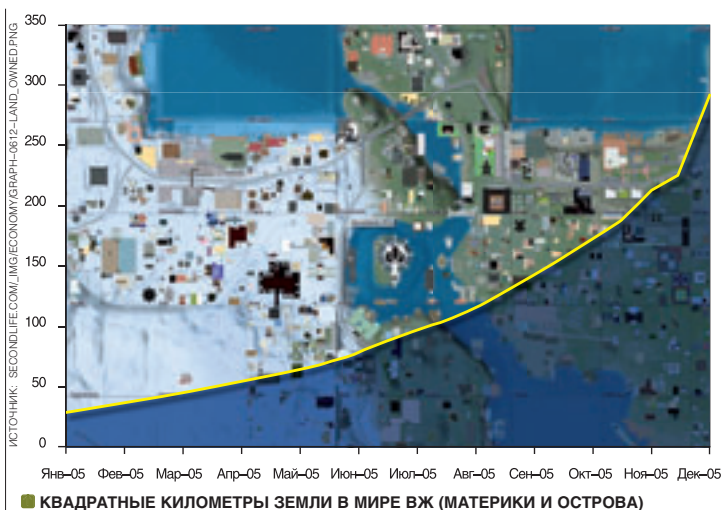 ИСТОЧНИК: SECONDLIFE.COM/_IMG/ECONOMY/GRAPH-0612-LAND_OWNED.PNG
350
300
250
200
150
100
50
0
Янв–05 Фев–05 Мар–05 Апр–05 Май–05 Июн–05 Июл–05 Авг–05 Сен–05 Окт–05 Ноя–05 Дек–05
КВАДРАТНЫЕ КИЛОМЕТРЫ ЗЕМЛИ В МИРЕ ВЖ (МАТЕРИКИ И ОСТРОВА)